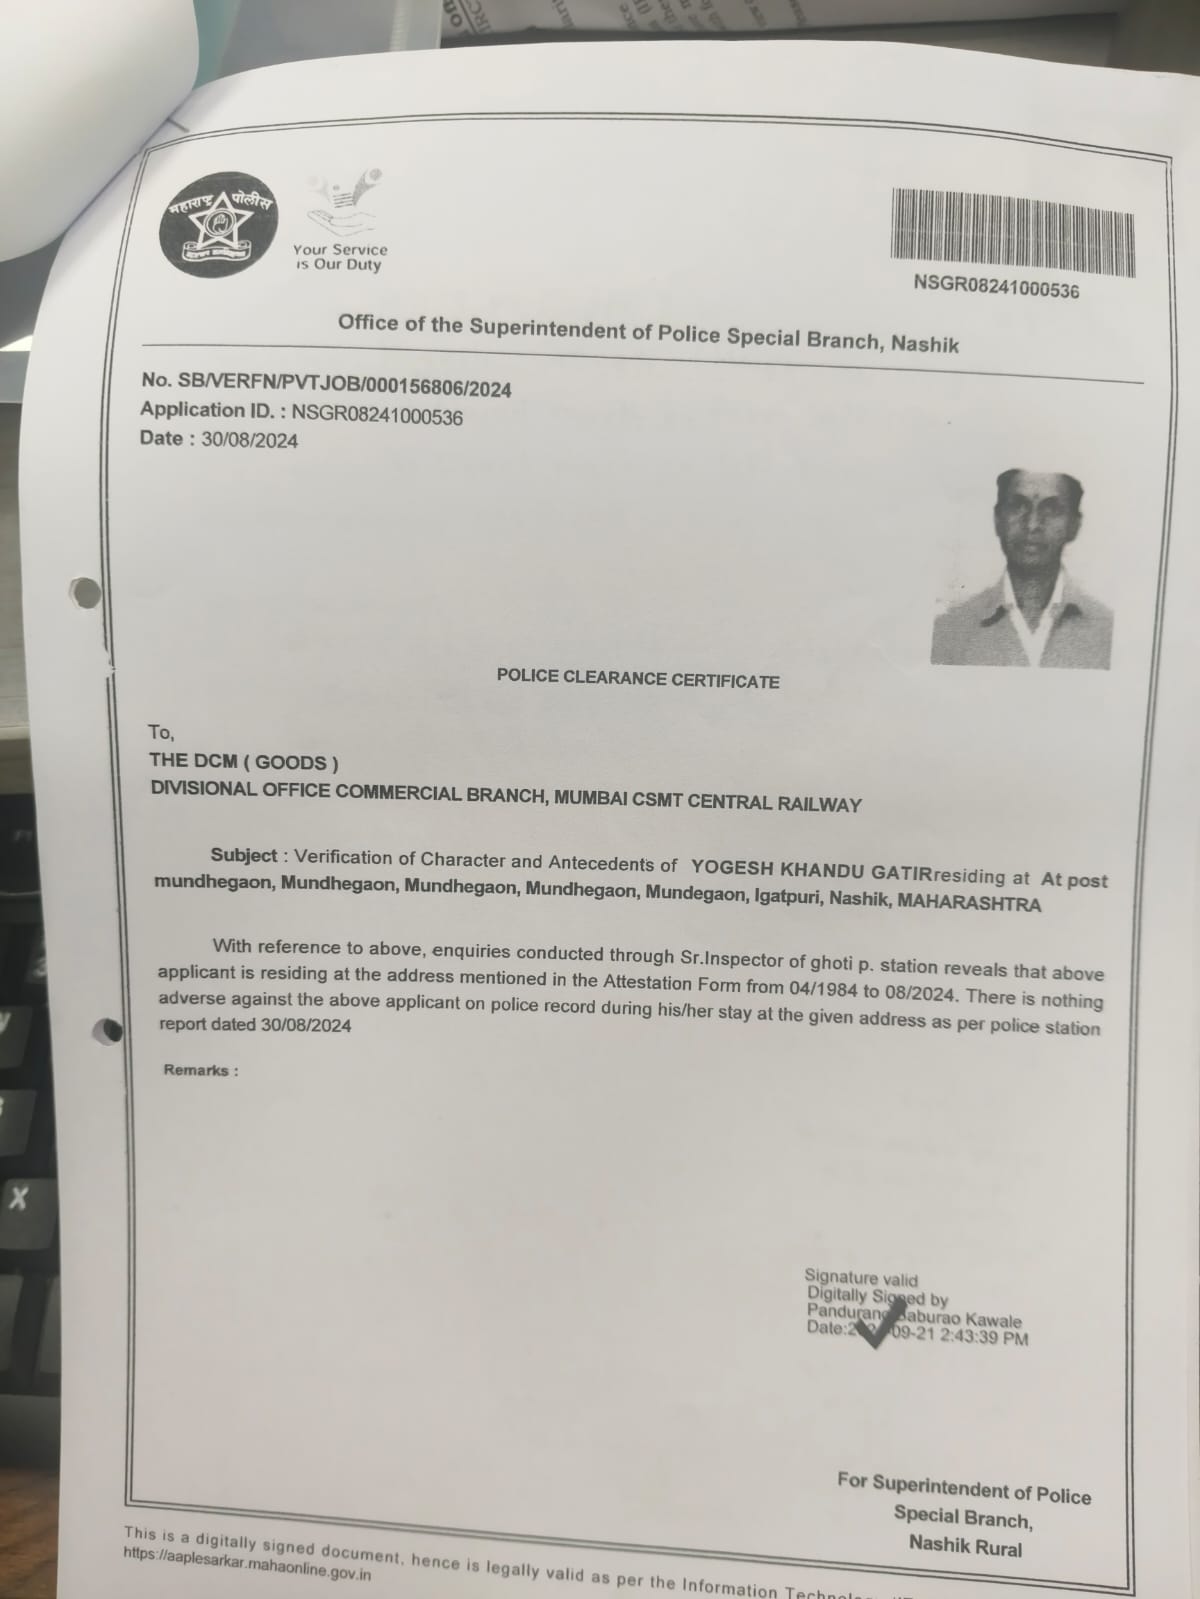 महाराष्ट्र पोलीस
Your Service
is Our Duty
NSGR08241000536
Office of the Superintendent of Police Special Branch, Nashik
No. SB/VERFN/PVTJOB/000156806/2024
Application ID. : NSGR08241000536
Date : 30/08/2024
POLICE CLEARANCE CERTIFICATE
To,
THE DCM ( GOODS )
DIVISIONAL OFFICE COMMERCIAL BRANCH, MUMBAI CSMT CENTRAL RAILWAY
Subject : Verification of Character and Antecedents of YOGESH KHANDU GATIRresiding at At post
mundhegaon, Mundhegaon, Mundhegaon, Mundhegaon, Mundegaon, Igatpuri, Nashik, MAHARASHTRA
With reference to above, enquiries conducted through Sr.Inspector of ghoti p. station reveals that above
applicant is residing at the address mentioned in the Attestation Form from 04/1984 to 08/2024. There is nothing
adverse against the above applicant on police record during his/her stay at the given address as per police station
report dated 30/08/2024
Remarks :
Signature valid
Digitally Signed by
Pandurang Baburao Kawale
Date: 09-21 2:43:39 PM
For Superintendent of Police
Special Branch,
Nashik Rural
This is a digitally signed document, hence is legally valid as per the Information
https://aaplesarkar.mahaonline.gov.in
X